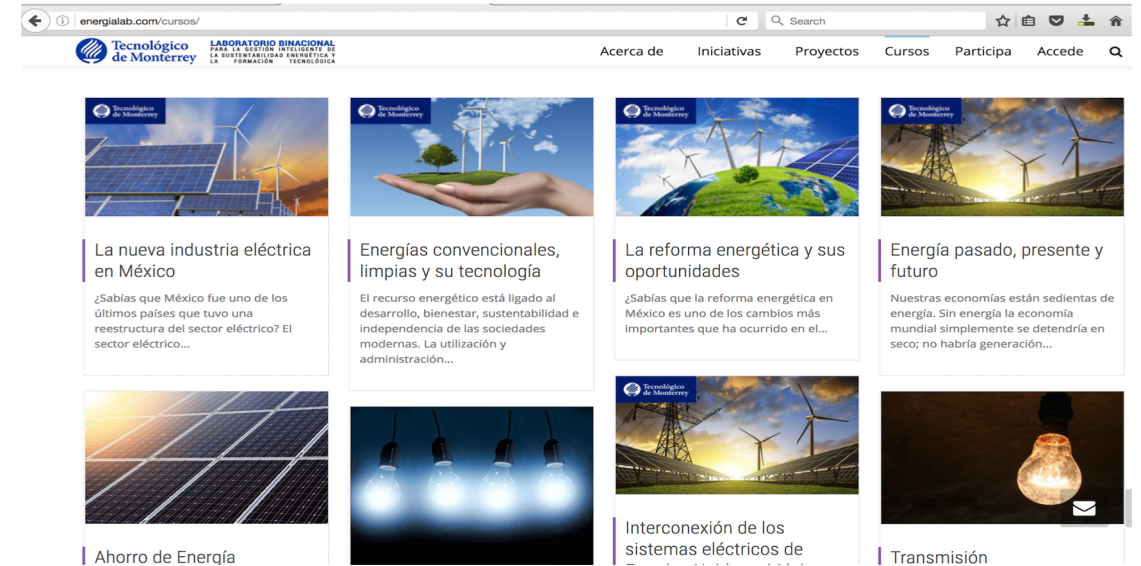 energialab.com/cursos/
Search
Tecnológico
de Monterrey
LABORATORIO BINACIONAL
PARA LA GESTIÓN INTELIGENTE DE
LA SUSTENTABILIDAD ENERGÉTICA Y
LA FORMACIÓN TECNOLÓGICA
Acerca de
Iniciativas
Proyectos
Cursos
Participa
Accede
Tecnológico
de Monterrey
La nueva industria eléctrica
en México
¿Sabías que México fue uno de los
últimos países que tuvo una
reestructura del sector eléctrico? El
sector eléctrico...
Tecnológico
de Monterrey
Energías convencionales,
limpias y su tecnología
El recurso energético está ligado al
desarrollo, bienestar, sustentabilidad e
independencia de las sociedades
modernas. La utilización y
administración...
Tecnológico
de Monterrey
La reforma energética y sus
oportunidades
¿Sabías que la reforma energética en
México es uno de los cambios más
importantes que ha ocurrido en el...
Tecnológico
de Monterrey
Energía pasado, presente y
futuro
Nuestras economías están sedientas de
energía. Sin energía la economía
mundial simplemente se detendría en
seco; no habría generación...
Ahorro de Energía
Tecnológico
de Monterrey
Interconexión de los
sistemas eléctricos de
Transmisión